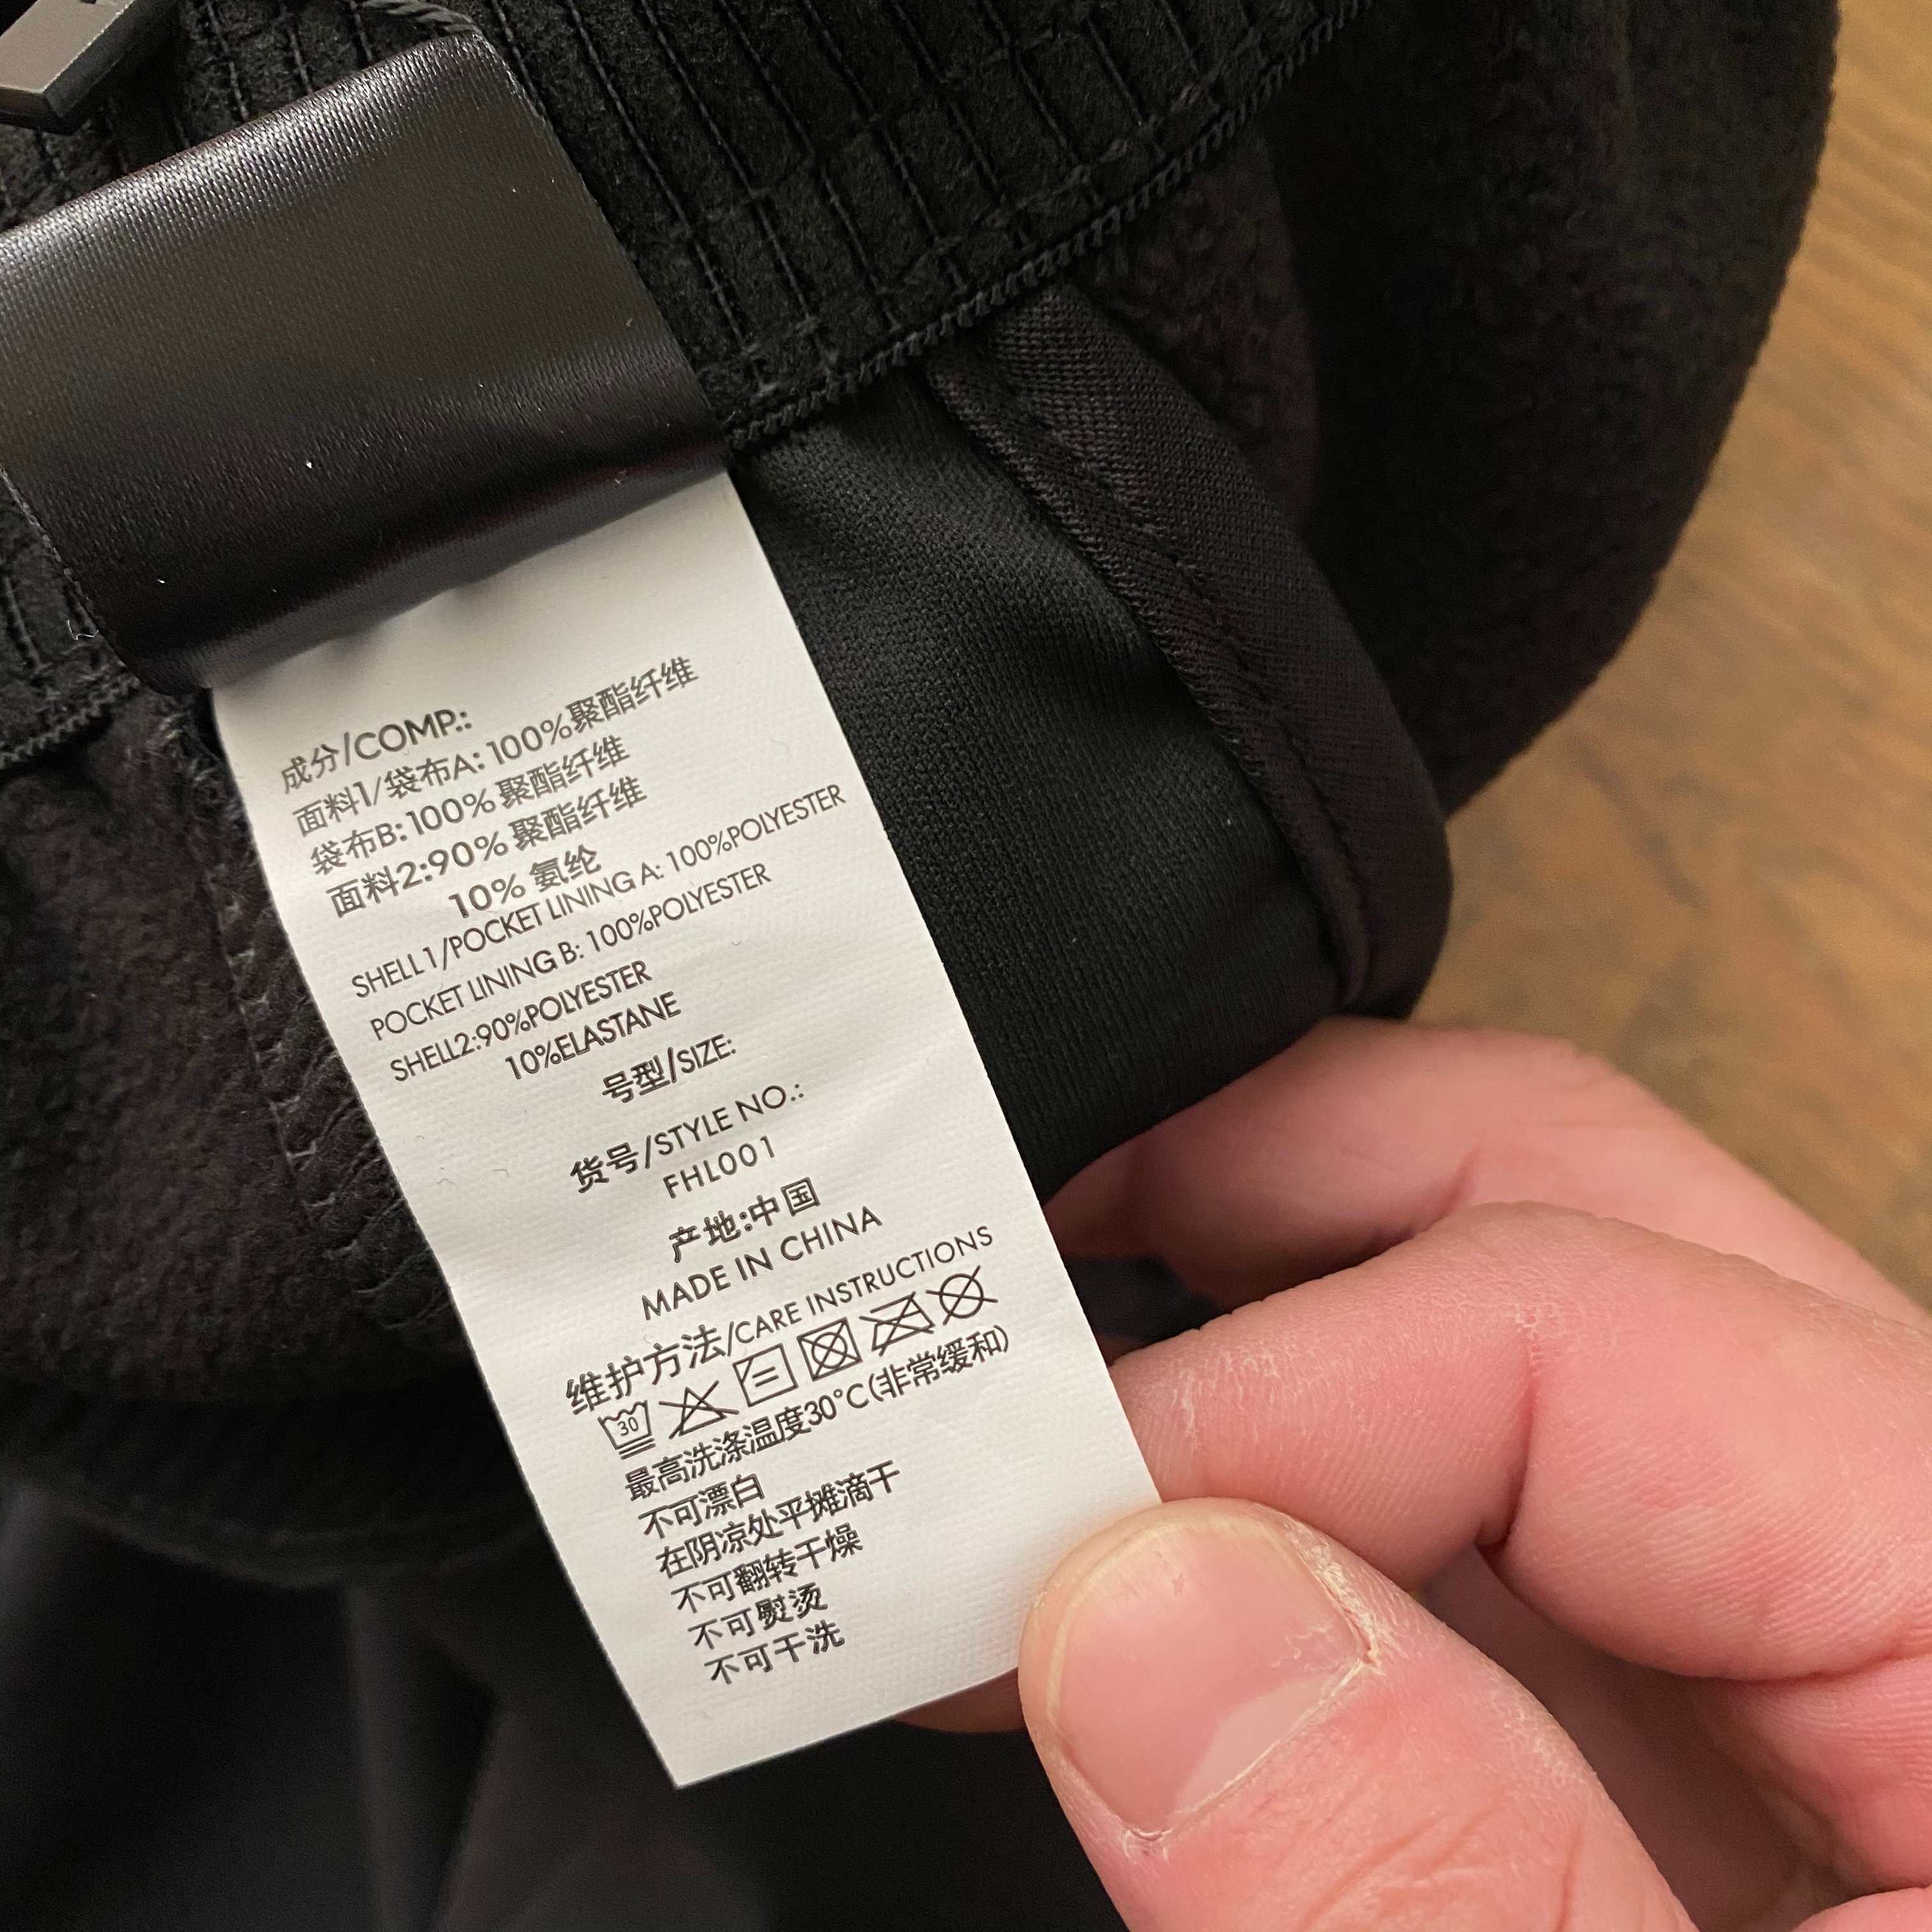 成分/COMP.:
面料1/袋布A: 100%聚酯纤维
袋布B: 100% 聚酯纤维
面料2:90% 聚酯纤维
10% 氨纶
SHELL 1/POCKET LINING A: 100%POLYESTER
POCKET LINING B: 100%POLYESTER
SHELL2:90%POLYESTER
10%ELASTANE
号型/SIZE:
货号/STYLE NO.:
FHL001
产地:中国
MADE IN CHINA
维护方法/CARE INSTRUCTIONS
30
最高洗涤温度30℃(非常缓和)
不可漂白
在阴凉处平摊滴干
不可翻转干燥
不可熨烫
不可干洗